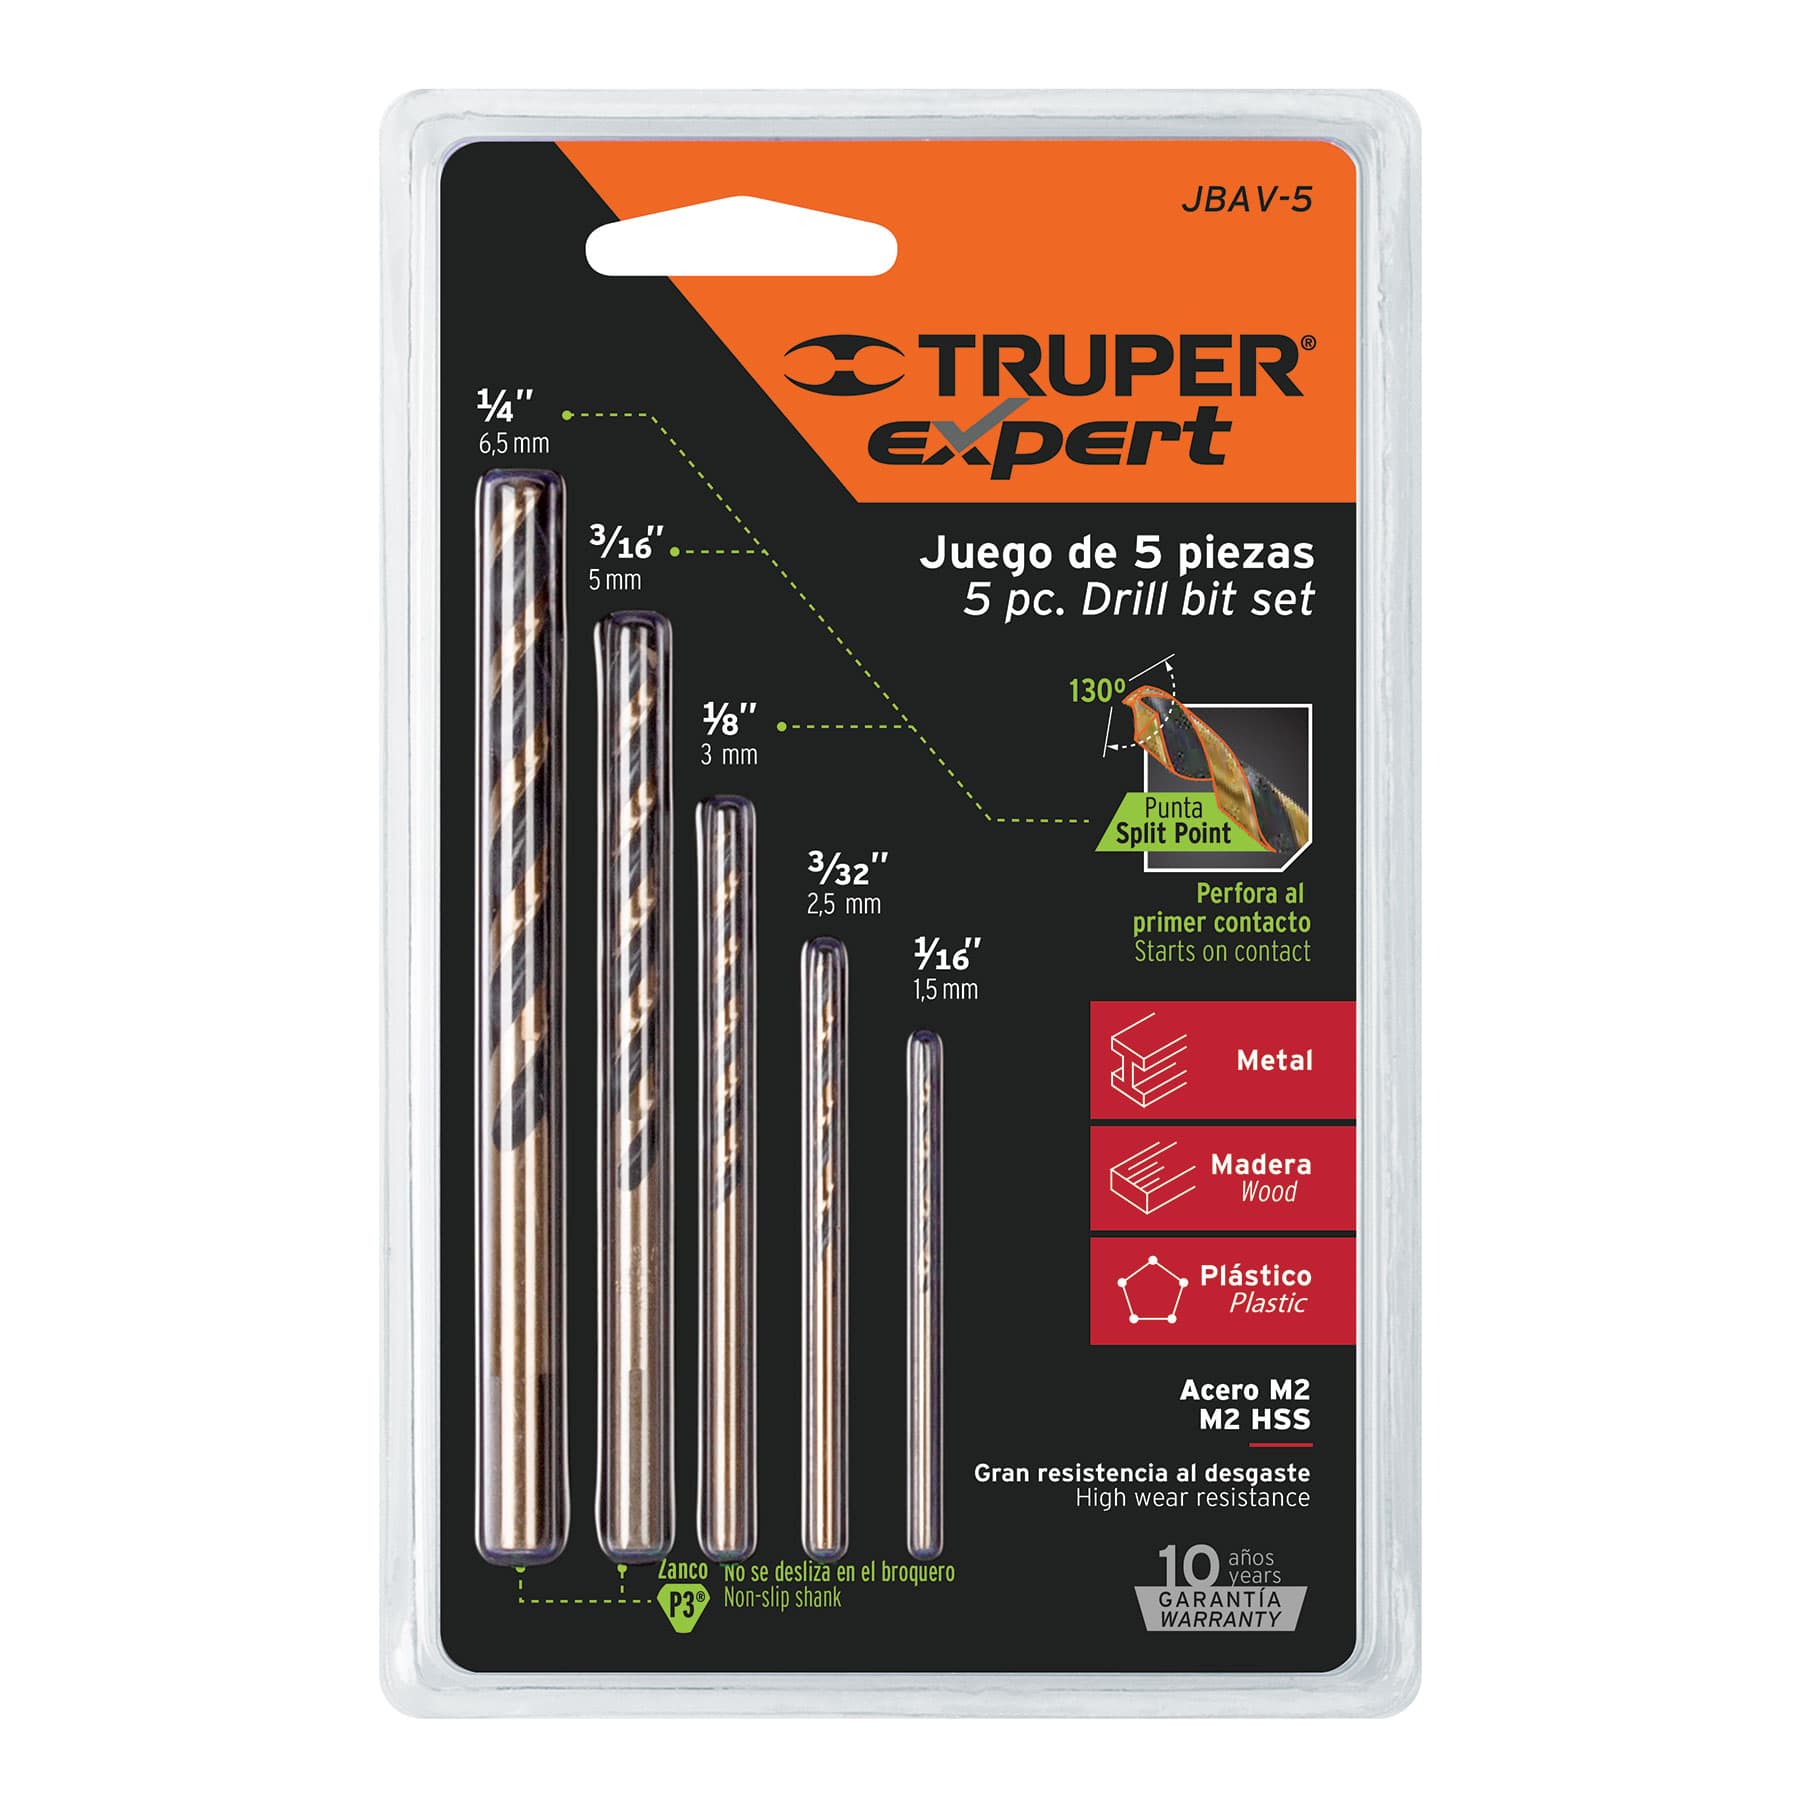 JBAV-5
TRUPER®
expert
Juego de 5 piezas
5 pc. Drill bit set
1/4"
6,5 mm
3/16"
5 mm
1/8"
3 mm
3/32"
2,5 mm
1/16"
1,5 mm
130º
Punta
Split Point
Perfora al
primer contacto
Starts on contact
Metal
Madera
Wood
Plástico
Plastic
Acero M2
M2 HSS
Gran resistencia al desgaste
High wear resistance
10 años
years
GARANTÍA
WARRANTY
Zanco
P3®
No se desliza en el broquero
Non-slip shank